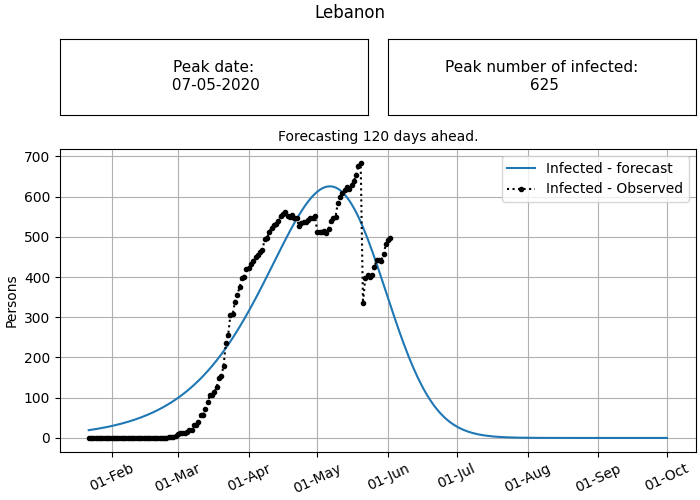 Lebanon
Peak date:
07-05-2020
Peak number of infected:
625
Forecasting 120 days ahead.
Infected - forecast
Infected - Observed
Persons
700
600
500
400
300
200
100
0
01-Feb
01-Mar
01-Apr
01-May
01-Jun
01-Jul
01-Aug
01-Sep
01-Oct